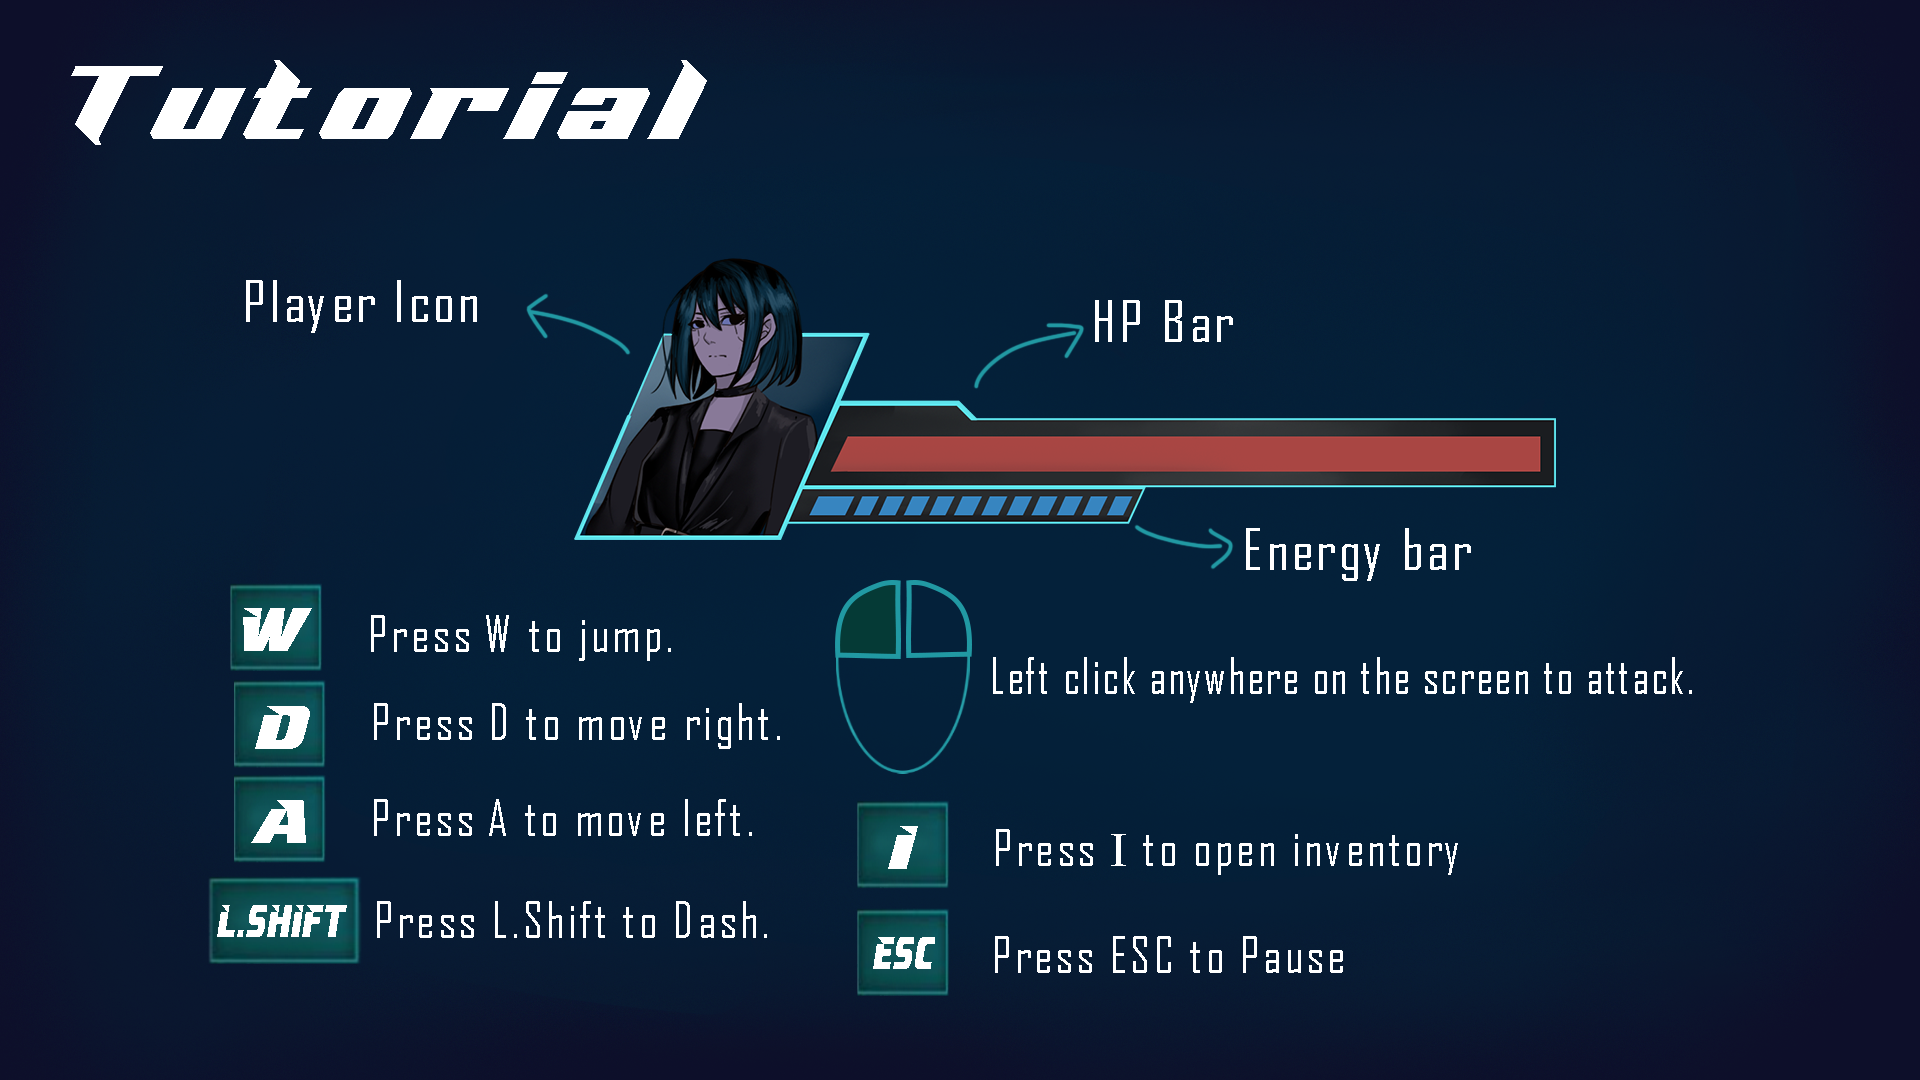 Tutorial
Player Icon
HP Bar
Energy bar
W
Press W to jump.
D
Press D to move right.
A
Press A to move left.
L.SHIFT
Press L.Shift to Dash.
Left click anywhere on the screen to attack.
I
Press I to open inventory
ESC
Press ESC to Pause